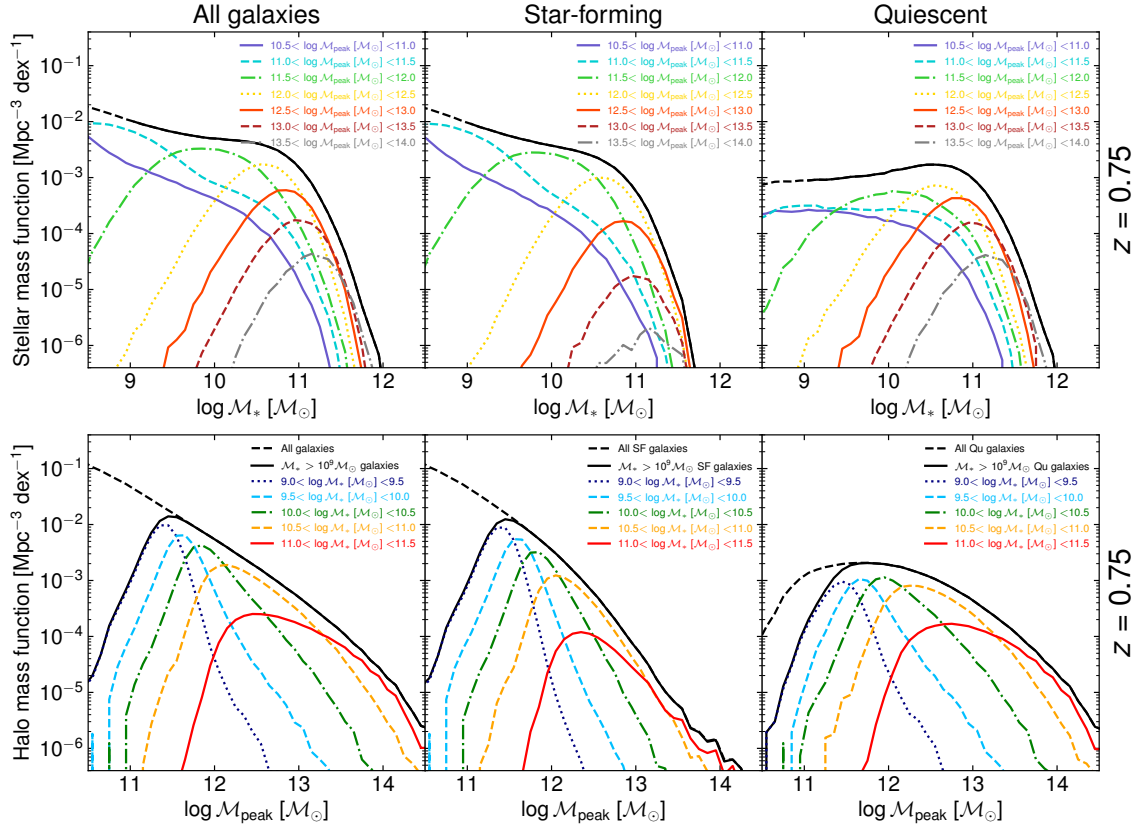 All galaxies
Star-forming
Quiescent
Stellar mass function [Mpc⁻³ dex⁻¹]
10⁻¹
10⁻²
10⁻³
10⁻⁴
10⁻⁵
10⁻⁶
10.5< log ℳpeak [ℳ⊙] <11.0
11.0< log ℳpeak [ℳ⊙] <11.5
11.5< log ℳpeak [ℳ⊙] <12.0
12.0< log ℳpeak [ℳ⊙] <12.5
12.5< log ℳpeak [ℳ⊙] <13.0
13.0< log ℳpeak [ℳ⊙] <13.5
13.5< log ℳpeak [ℳ⊙] <14.0
10.5< log ℳpeak [ℳ⊙] <11.0
11.0< log ℳpeak [ℳ⊙] <11.5
11.5< log ℳpeak [ℳ⊙] <12.0
12.0< log ℳpeak [ℳ⊙] <12.5
12.5< log ℳpeak [ℳ⊙] <13.0
13.0< log ℳpeak [ℳ⊙] <13.5
13.5< log ℳpeak [ℳ⊙] <14.0
10.5< log ℳpeak [ℳ⊙] <11.0
11.0< log ℳpeak [ℳ⊙] <11.5
11.5< log ℳpeak [ℳ⊙] <12.0
12.0< log ℳpeak [ℳ⊙] <12.5
12.5< log ℳpeak [ℳ⊙] <13.0
13.0< log ℳpeak [ℳ⊙] <13.5
13.5< log ℳpeak [ℳ⊙] <14.0
z = 0.75
9 10 11 12
9 10 11 12
9 10 11 12
log ℳ* [ℳ⊙]
log ℳ* [ℳ⊙]
log ℳ* [ℳ⊙]
Halo mass function [Mpc⁻³ dex⁻¹]
10⁻¹
10⁻²
10⁻³
10⁻⁴
10⁻⁵
10⁻⁶
All galaxies
ℳ* > 10⁹ℳ⊙ galaxies
9.0< log ℳ* [ℳ⊙] <9.5
9.5< log ℳ* [ℳ⊙] <10.0
10.0< log ℳ* [ℳ⊙] <10.5
10.5< log ℳ* [ℳ⊙] <11.0
11.0< log ℳ* [ℳ⊙] <11.5
All SF galaxies
ℳ* > 10⁹ℳ⊙ SF galaxies
9.0< log ℳ* [ℳ⊙] <9.5
9.5< log ℳ* [ℳ⊙] <10.0
10.0< log ℳ* [ℳ⊙] <10.5
10.5< log ℳ* [ℳ⊙] <11.0
11.0< log ℳ* [ℳ⊙] <11.5
All Qu galaxies
ℳ* > 10⁹ℳ⊙ Qu galaxies
9.0< log ℳ* [ℳ⊙] <9.5
9.5< log ℳ* [ℳ⊙] <10.0
10.0< log ℳ* [ℳ⊙] <10.5
10.5< log ℳ* [ℳ⊙] <11.0
11.0< log ℳ* [ℳ⊙] <11.5
z = 0.75
11 12 13 14
11 12 13 14
11 12 13 14
log ℳpeak [ℳ⊙]
log ℳpeak [ℳ⊙]
log ℳpeak [ℳ⊙]